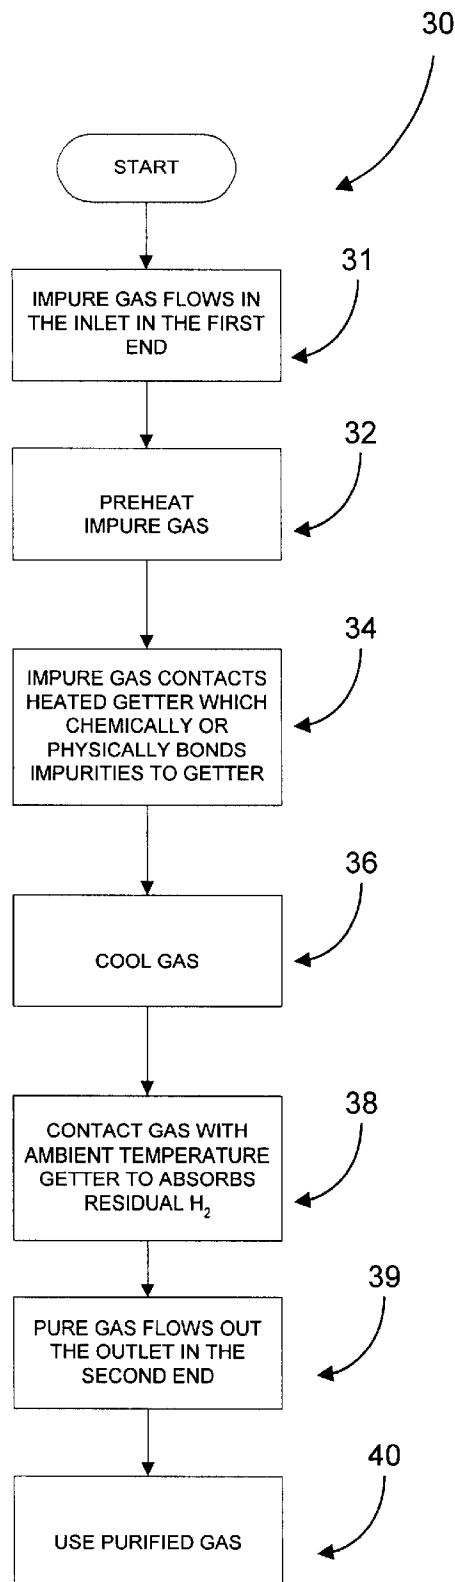 30
START
31
IMPURE GAS FLOWS IN
THE INLET IN THE FIRST
END
32
PREHEAT
IMPURE GAS
34
IMPURE GAS CONTACTS
HEATED GETTER WHICH
CHEMICALLY OR
PHYSICALLY BONDS
IMPURITIES TO GETTER
36
COOL GAS
38
CONTACT GAS WITH
AMBIENT TEMPERATURE
GETTER TO ABSORBS
RESIDUAL H₂
39
PURE GAS FLOWS OUT
THE OUTLET IN THE
SECOND END
40
USE PURIFIED GAS